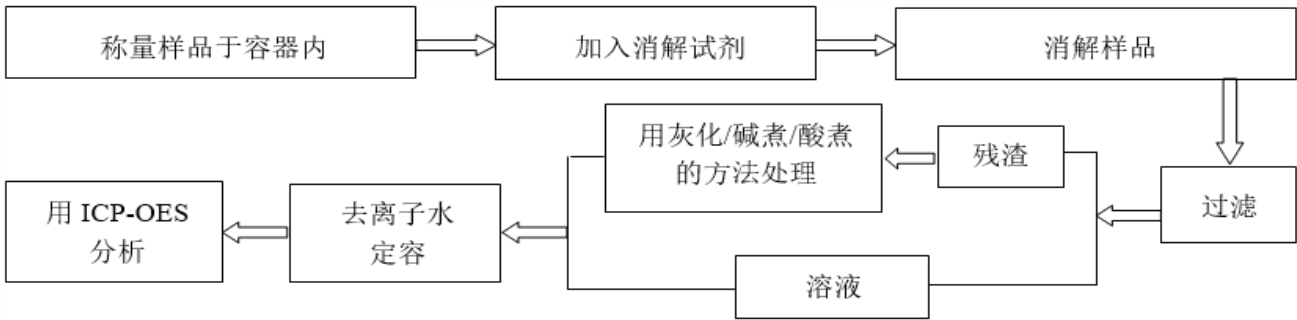 称量样品于容器内
加入消解试剂
消解样品
过滤
残渣
用灰化/碱煮/酸煮
的方法处理
溶液
去离子水
定容
用 ICP-OES
分析